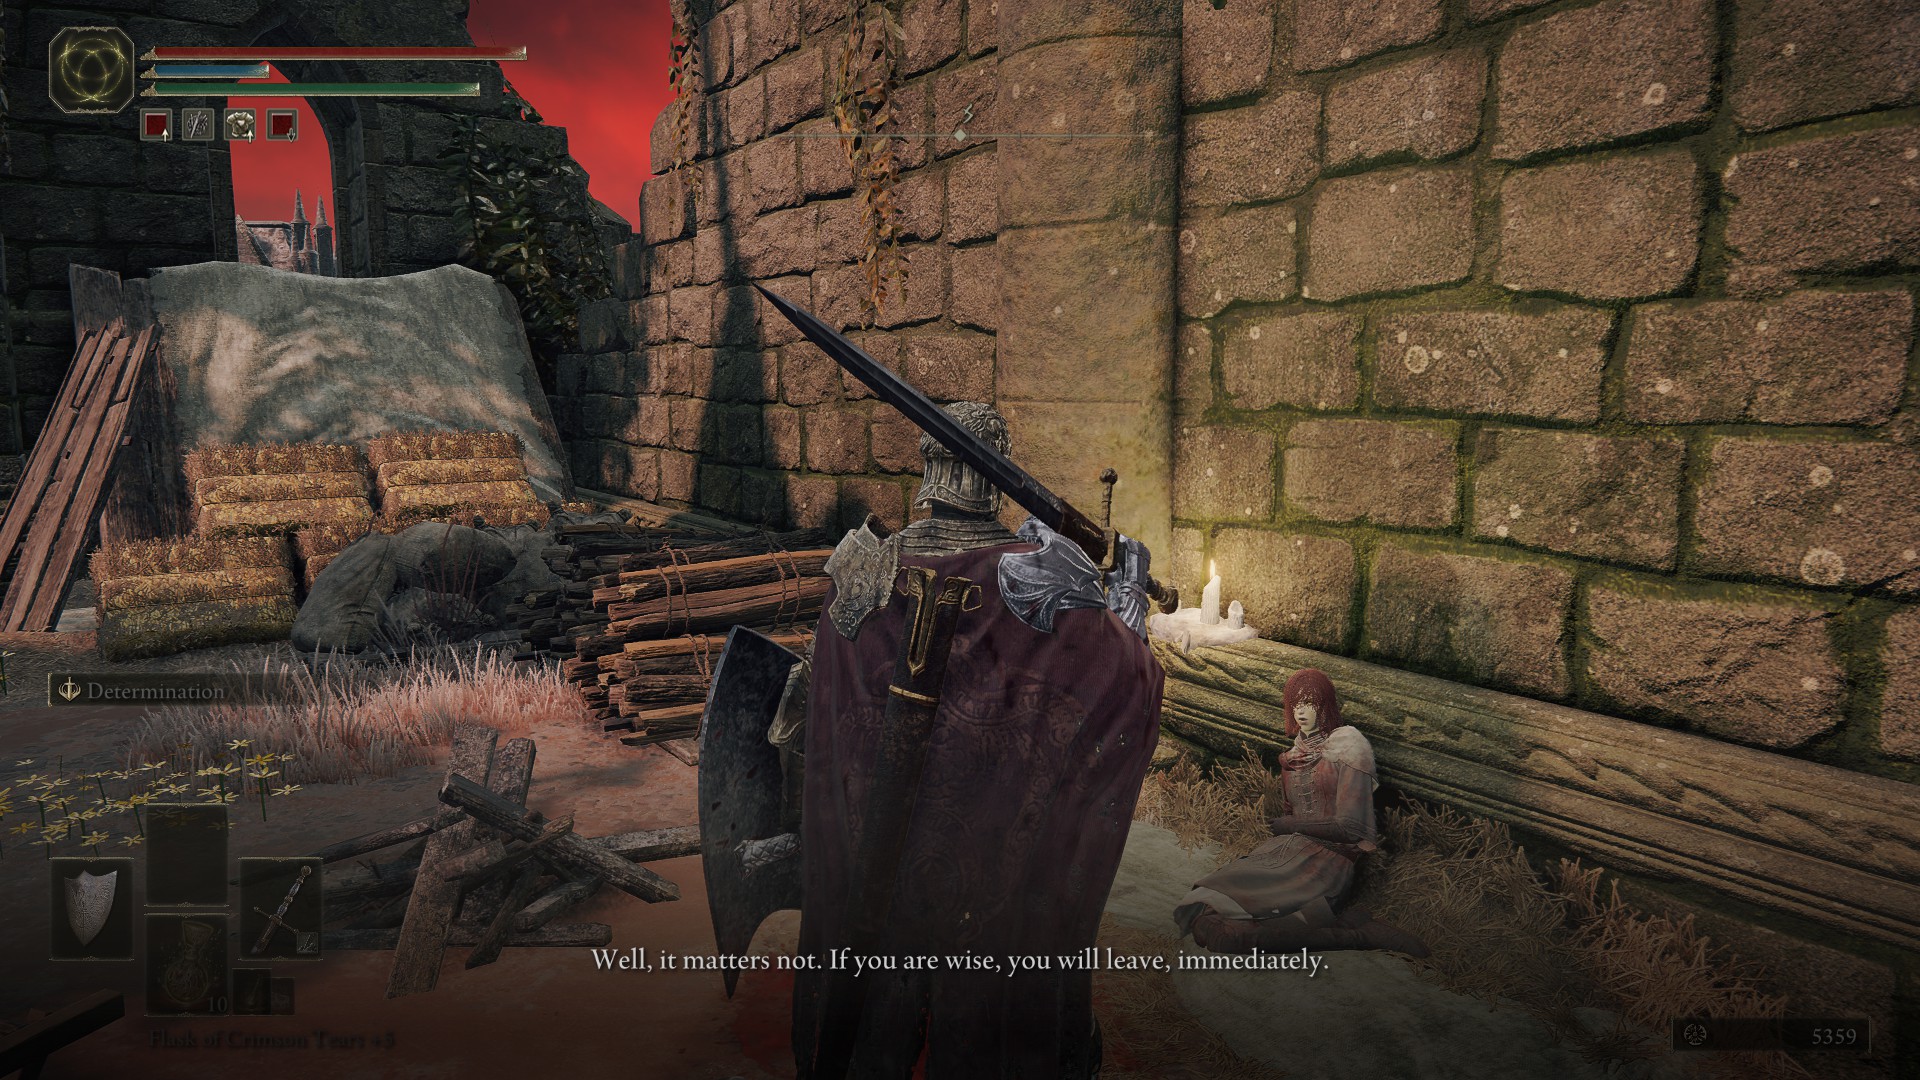 Determination
Well, it matters not. If you are wise, you will leave, immediately.
10
Flask of Crimson Tears +3
5359